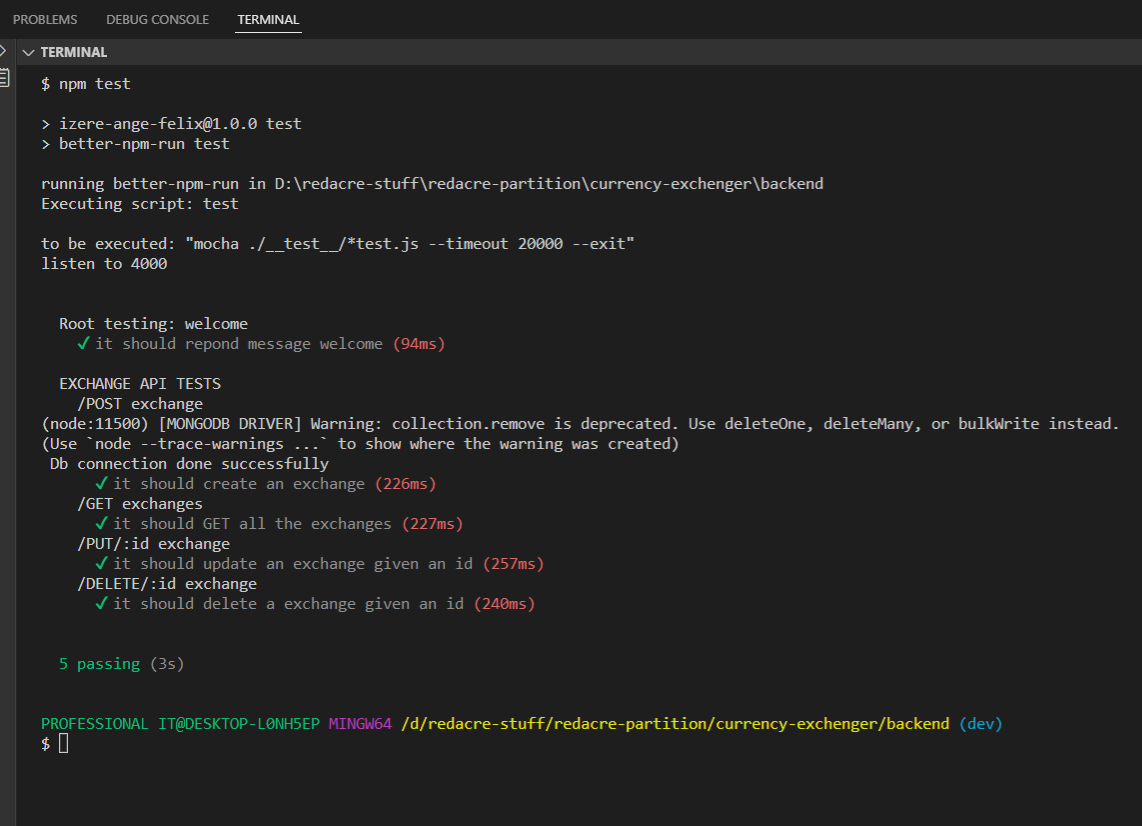 PROBLEMS DEBUG CONSOLE TERMINAL
TERMINAL
$ npm test
> izere-ange-felix@1.0.0 test
> better-npm-run test
running better-npm-run in D:\redacre-stuff\redacre-partition\currency-exchenger\backend
Executing script: test
to be executed: "mocha ./__test__/*test.js --timeout 20000 --exit"
listen to 4000
Root testing: welcome
✓ it should repond message welcome (94ms)
EXCHANGE API TESTS
/POST exchange
(node:11500) [MONGODB DRIVER] Warning: collection.remove is deprecated. Use deleteOne, deleteMany, or bulkWrite instead.
(Use `node --trace-warnings ...` to show where the warning was created)
Db connection done successfully
✓ it should create an exchange (226ms)
/GET exchanges
✓ it should GET all the exchanges (227ms)
/PUT/:id exchange
✓ it should update an exchange given an id (257ms)
/DELETE/:id exchange
✓ it should delete a exchange given an id (240ms)
5 passing (3s)
PROFESSIONAL IT@DESKTOP-L0NH5EP MINGW64 /d/redacre-stuff/redacre-partition/currency-exchenger/backend (dev)
$